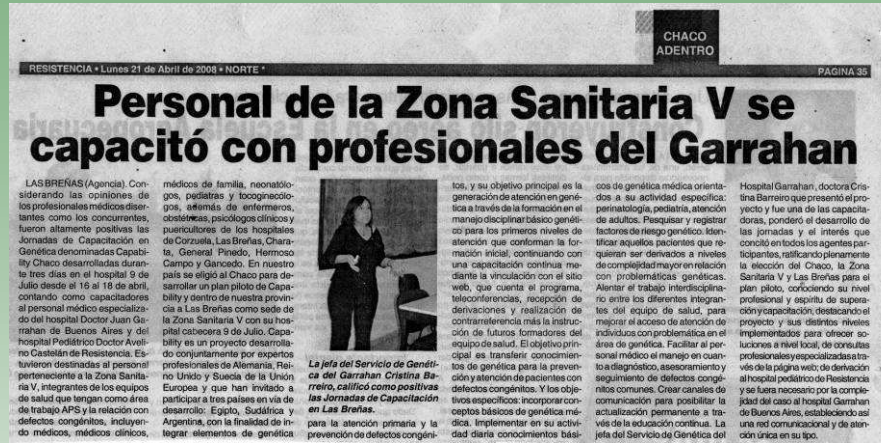 CHACO
ADENTRO
RESISTENCIA • Lunes 21 de Abril de 2008 • NORTE *
PAGINA 35
Personal de la Zona Sanitaria V se
capacitó con profesionales del Garrahan
LAS BREÑAS (Agencia). Con-
siderando las opiniones de
los profesionales médicos diser-
tantes como los concurrentes,
fueron altamente positivas las
Jornadas de Capacitación en
Genética denominadas Capabi-
lity Chaco desarrolladas duran-
te tres días en el hospital 9 de
Julio desde el 16 al 18 de abril,
contando como capacitadores
al personal médico especializa-
do del hospital Doctor Juan Ga-
rrahan de Buenos Aires y del
hospital Pediátrico Doctor Aveli-
no Castelán de Resistencia. Es-
tuvieron destinadas al personal
perteneciente a la Zona Sanita-
ria V, integrantes de los equipos
de salud que tengan como área
de trabajo APS y la relación con
defectos congénitos, incluyen-
do médicos, médicos clínicos,
médicos de familia, neonatólo-
gos, pediatras y tocoginecólo-
gos, además de enfermeros,
obstétricas, psicólogos clínicos y
puericultores de los hospitales
de Corzuela, Las Breñas, Chara-
ta, General Pinedo, Hermoso
Campo y Gancedo. En nuestro
país se eligió al Chaco para de-
sarrollar un plan piloto de Capa-
bility y dentro de nuestra provin-
cia a Las Breñas como sede de
la Zona Sanitaria V con su hos-
pital cabecera 9 de Julio. Capa-
bility es un proyecto desarrolla-
do conjuntamente por expertos
profesionales de Alemania, Rei-
no Unido y Suecia de la Unión
Europea y que han invitado a
participar a tres países en vía de
desarrollo: Egipto, Sudáfrica y
Argentina, con la finalidad de in-
tegrar elementos de genética
La jefa del Servicio de Genéti-
ca del Garrahan Cristina Ba-
rreiro, calificó como positivas
las Jornadas de Capacitación
en Las Breñas.
para la atención primaria y la
prevención de defectos congéni-
tos, y su objetivo principal es la
generación de atención en gené-
tica a través de la formación en el
manejo disciplinar básico genéti-
co para los primeros niveles de
atención que conforman la for-
mación inicial, continuando con
una capacitación continua me-
diante la vinculación con el sitio
web, que cuenta el programa,
teleconferencias, recepción de
derivaciones y realización de
contrarreferencia más la instruc-
ción de futuros formadores del
equipo de salud. El objetivo prin-
cipal es transferir conocimien-
tos de genética para la preven-
ción y atención de pacientes con
defectos congénitos. Y los obje-
tivos específicos: incorporar con-
ceptos básicos de genética mé-
dica. Implementar en su activi-
dad diaria conocimientos bási-
cos de genética médica orienta-
dos a su actividad específica:
perinatología, pediatría, atención
de adultos. Pesquisar y registrar
factores de riesgo genético. Iden-
tificar aquellos pacientes que re-
quieran ser derivados a niveles
de complejidad mayor en relación
con problemáticas genéticas.
Alentar el trabajo interdisciplina-
rio entre los diferentes integran-
tes del equipo de salud, para
mejorar el acceso de atención de
individuos con problemática en el
área de genética. Facilitar al per-
sonal médico el manejo en cuan-
to a diagnóstico, asesoramiento y
seguimiento de defectos congé-
nitos comunes. Crear canales de
comunicación para posibilitar la
actualización permanente a tra-
vés de la educación continua. La
jefa del Servicio de Genética del
Hospital Garrahan, doctora Cris-
tina Barreiro que presentó el pro-
yecto y fue una de las capacita-
doras, ponderó el desarrollo de
las jornadas y el interés que
concitó en todos los agentes par-
ticipantes, ratificando plenamente
la elección del Chaco, la Zona
Sanitaria V y Las Breñas para el
plan piloto, conociendo su nivel
profesional y espíritu de supera-
ción y capacitación, destacando el
proyecto y sus distintos niveles
implementados para ofrecer so-
luciones a nivel local, de consultas
profesionales y especializadas a tra-
vés de la página web; de derivación
al hospital pediátrico de Resistencia
y se fuera necesario por la comple-
jidad del caso al hospital Garrahan
de Buenos Aires, estableciendo así
una red comunicacional y de aten-
ción única en su tipo.